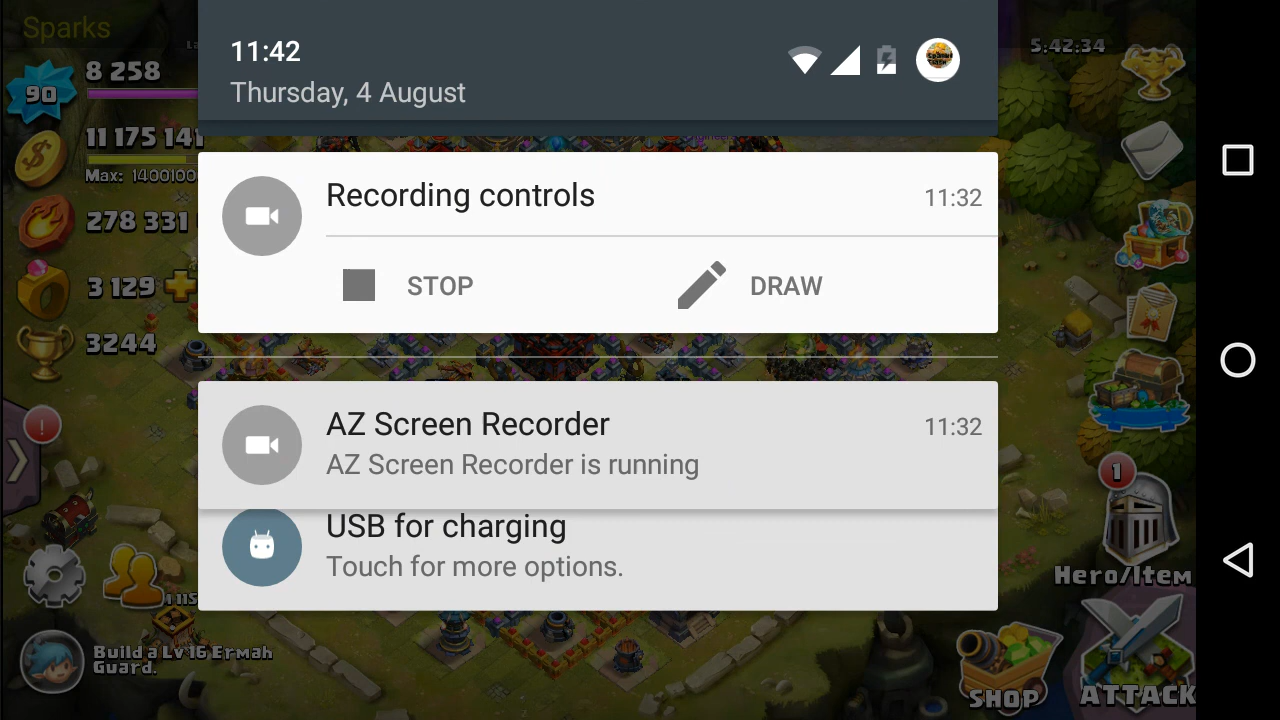 Sparks
11:42
Thursday, 4 August
5:42:34
90
8 258
11 175 141
Max: 1400100
278 331
3 129
3244
Recording controls
11:32
STOP
DRAW
AZ Screen Recorder
11:32
AZ Screen Recorder is running
USB for charging
Touch for more options.
!
1
Hero/Item
Build a Lv 16 Ermah
Guard.
SHOP
ATTACK